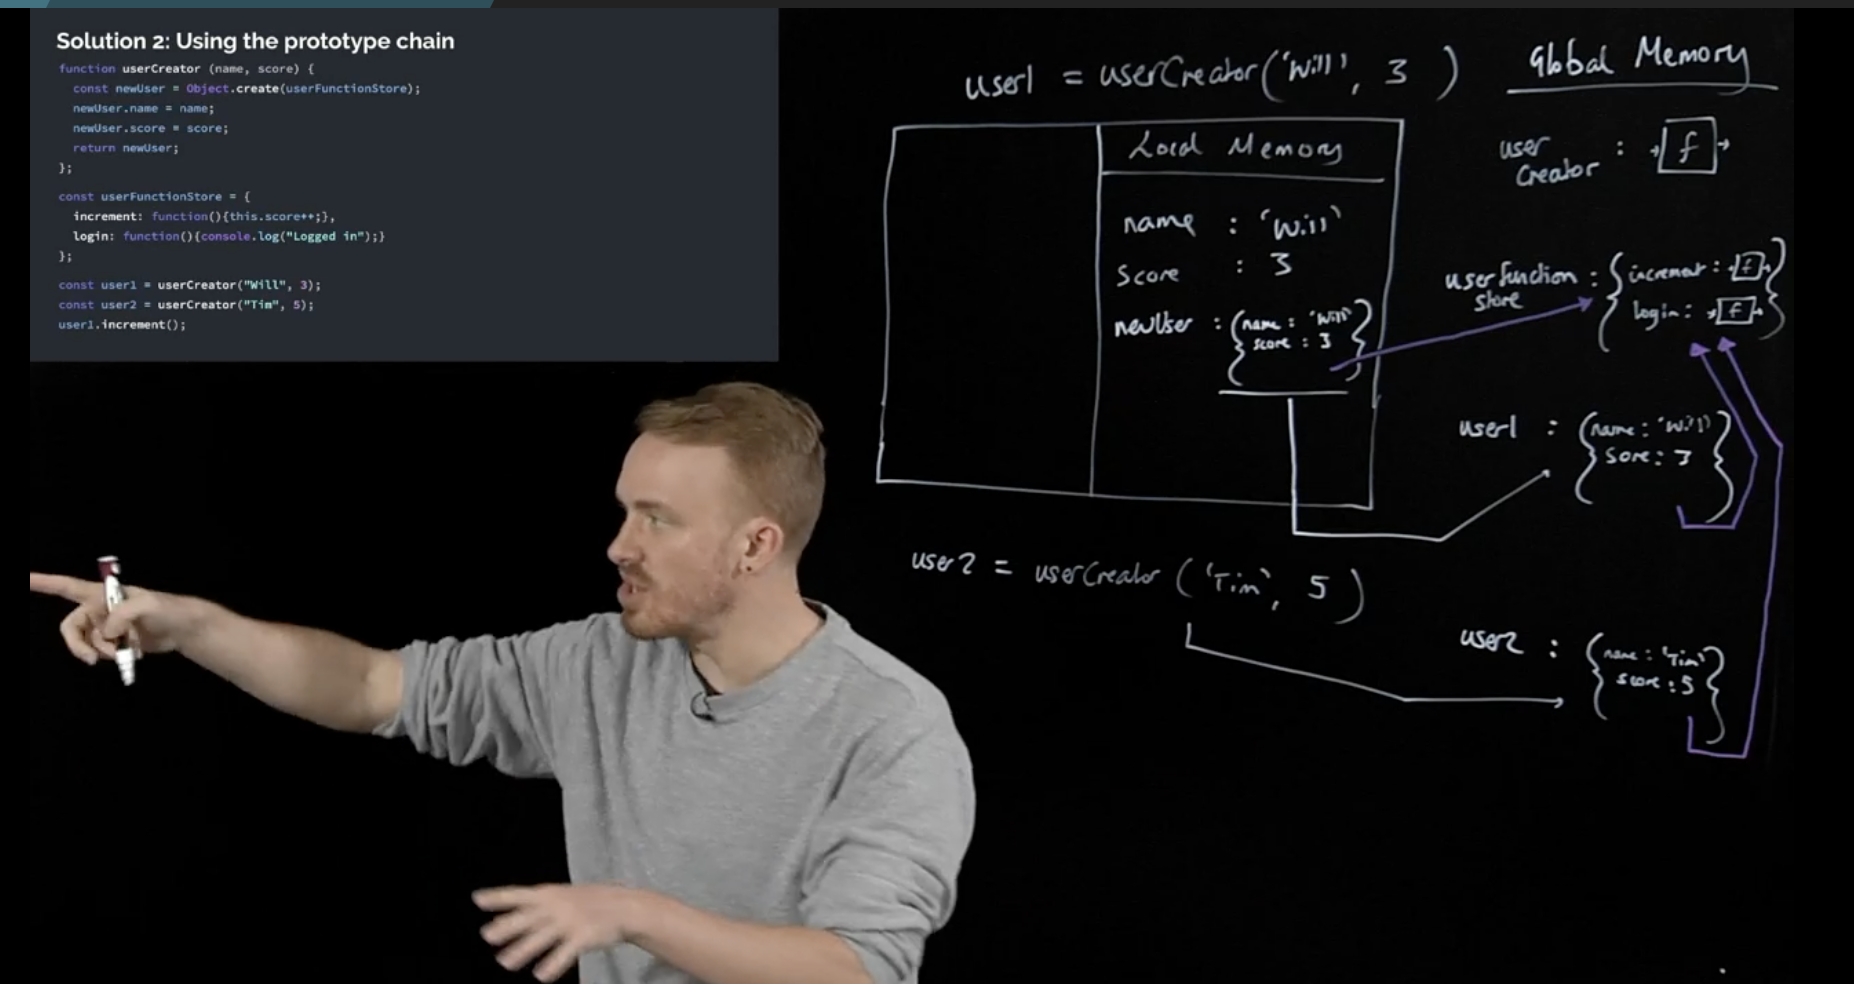 Solution 2: Using the prototype chain
function userCreator (name, score) {
const newUser = Object.create(userFunctionStore);
newUser.name = name;
newUser.score = score;
return newUser;
};
const userFunctionStore = {
increment: function(){this.score++;},
login: function(){console.log("Logged in");}
};
const user1 = userCreator("Will", 3);
const user2 = userCreator("Tim", 5);
user1.increment();
user1 = userCreator('Will', 3 )
Local Memory
name : 'Will'
Score : 3
newUser : {name : 'Will'
score : 3 }
user2 = userCreator ('Tim', 5 )
Global Memory
user
Creator : f
userfunction
store : {increment : f
login : f }
user1 : {name : 'Will'
Sore : 3 }
user2 : {name : 'Tim'
score : 5 }